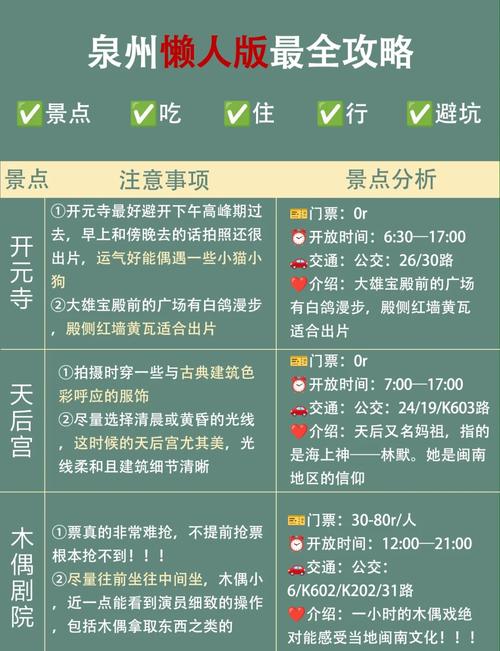 泉州懒人版最全攻略
✅景点 ✅吃 ✅住 ✅行 ✅避坑
景点 注意事项 景点分析
开元寺
①开元寺最好避开下午高峰期过
去，早上和傍晚去的话拍照还很
出片，运气好能偶遇一些小猫小
狗
②大雄宝殿前的广场有白鸽漫步
，殿侧红墙黄瓦适合出片
🎫门票：0r
⏰开放时间：6:30—17:00
🚗交通：公交：26/30路
❤️介绍：大雄宝殿前的广场
有白鸽漫步，殿侧红墙黄瓦
适合出片
天后宫
①拍摄时穿一些与古典建筑色
彩呼应的服饰
②尽量选择清晨或黄昏的光线
，这时候的天后宫尤其美，光
线柔和且建筑细节清晰
🎫门票：0r
⏰开放时间：7:00—17:00
🚗交通：公交：24/19/K603路
❤️介绍：天后又名妈祖，指的
是海上神——林默。她是闽南
地区的信仰
木偶剧院
①票真的非常难抢，不提前抢票
根本抢不到！！！
②尽量往前坐往中间坐，木偶小
，近一点能看到演员细致的操作
，包括木偶拿取东西之类的
🎫门票：30-80r/人
⏰开放时间：12:00—21:00
🚗交通：公交：
6/K602/K202/31路
❤️介绍：一小时的木偶戏绝
对能感受当地闽南文化！！！